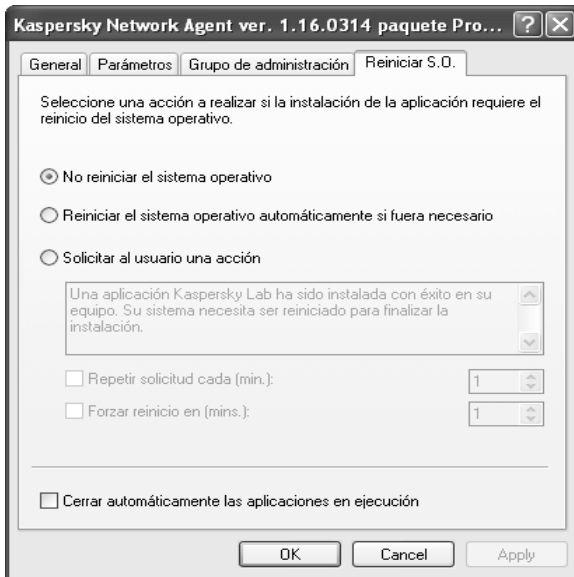 Kaspersky Network Agent ver. 1.16.0314 paquete Pro...
General Parámetros Grupo de administración Reiniciar S.O.
Seleccione una acción a realizar si la instalación de la aplicación requiere el
reinicio del sistema operativo.
No reiniciar el sistema operativo
Reiniciar el sistema operativo automáticamente si fuera necesario
Solicitar al usuario una acción
Una aplicación Kaspersky Lab ha sido instalada con éxito en su
equipo. Su sistema necesita ser reiniciado para finalizar la
instalación.
Repetir solicitud cada (min.): 1
Forzar reinicio en (mins.): 1
Cerrar automáticamente las aplicaciones en ejecución
OK Cancel Apply